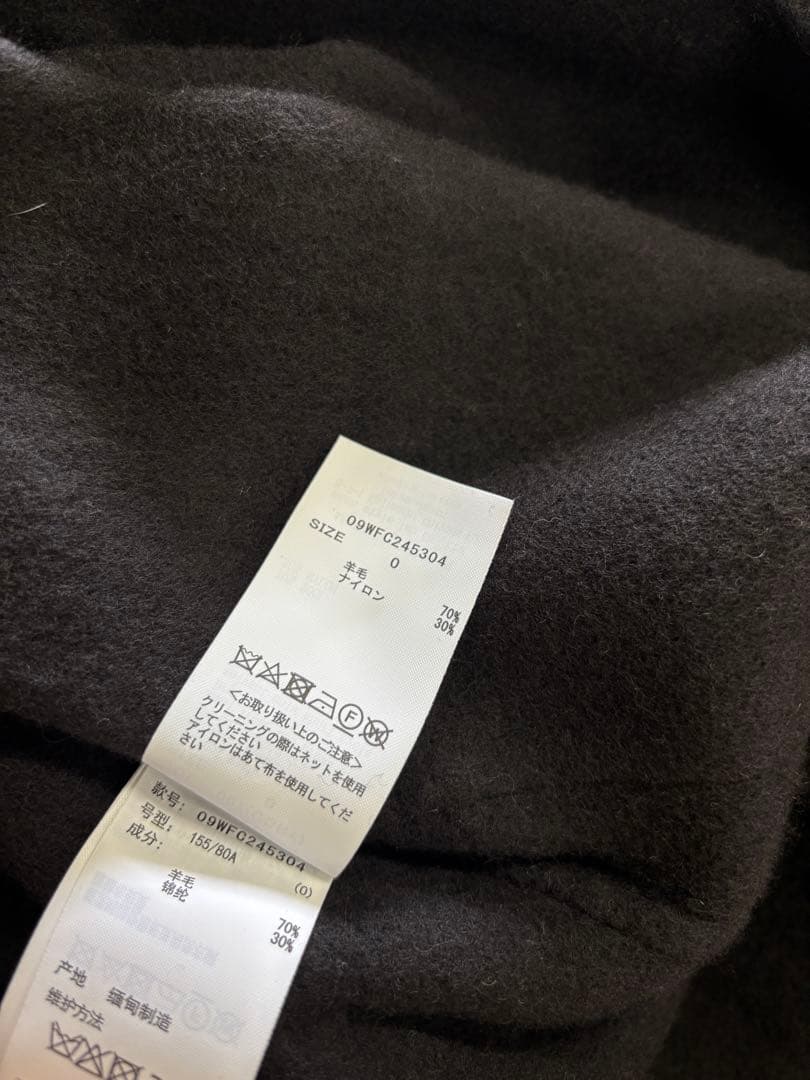 09WFC245304
SIZE 0
羊毛 70%
ナイロン 30%
F W
<お取り扱い上のご注意>
クリーニングの際はネットを使用
してください
アイロンはあて布を使用してくだ
さい
款号: 09WFC245304
号型: 155/80A (0)
成分:
羊毛 70%
锦纶 30%
产地 缅甸制造
维护方法